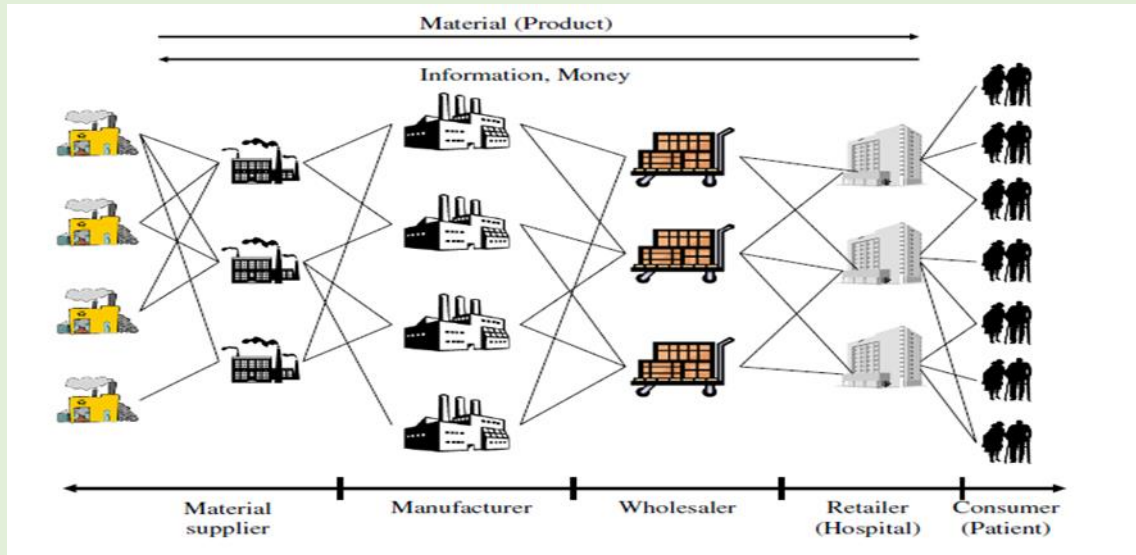 Material (Product)
Information, Money
Material
supplier
Manufacturer
Wholesaler
Retailer
(Hospital)
Consumer
(Patient)